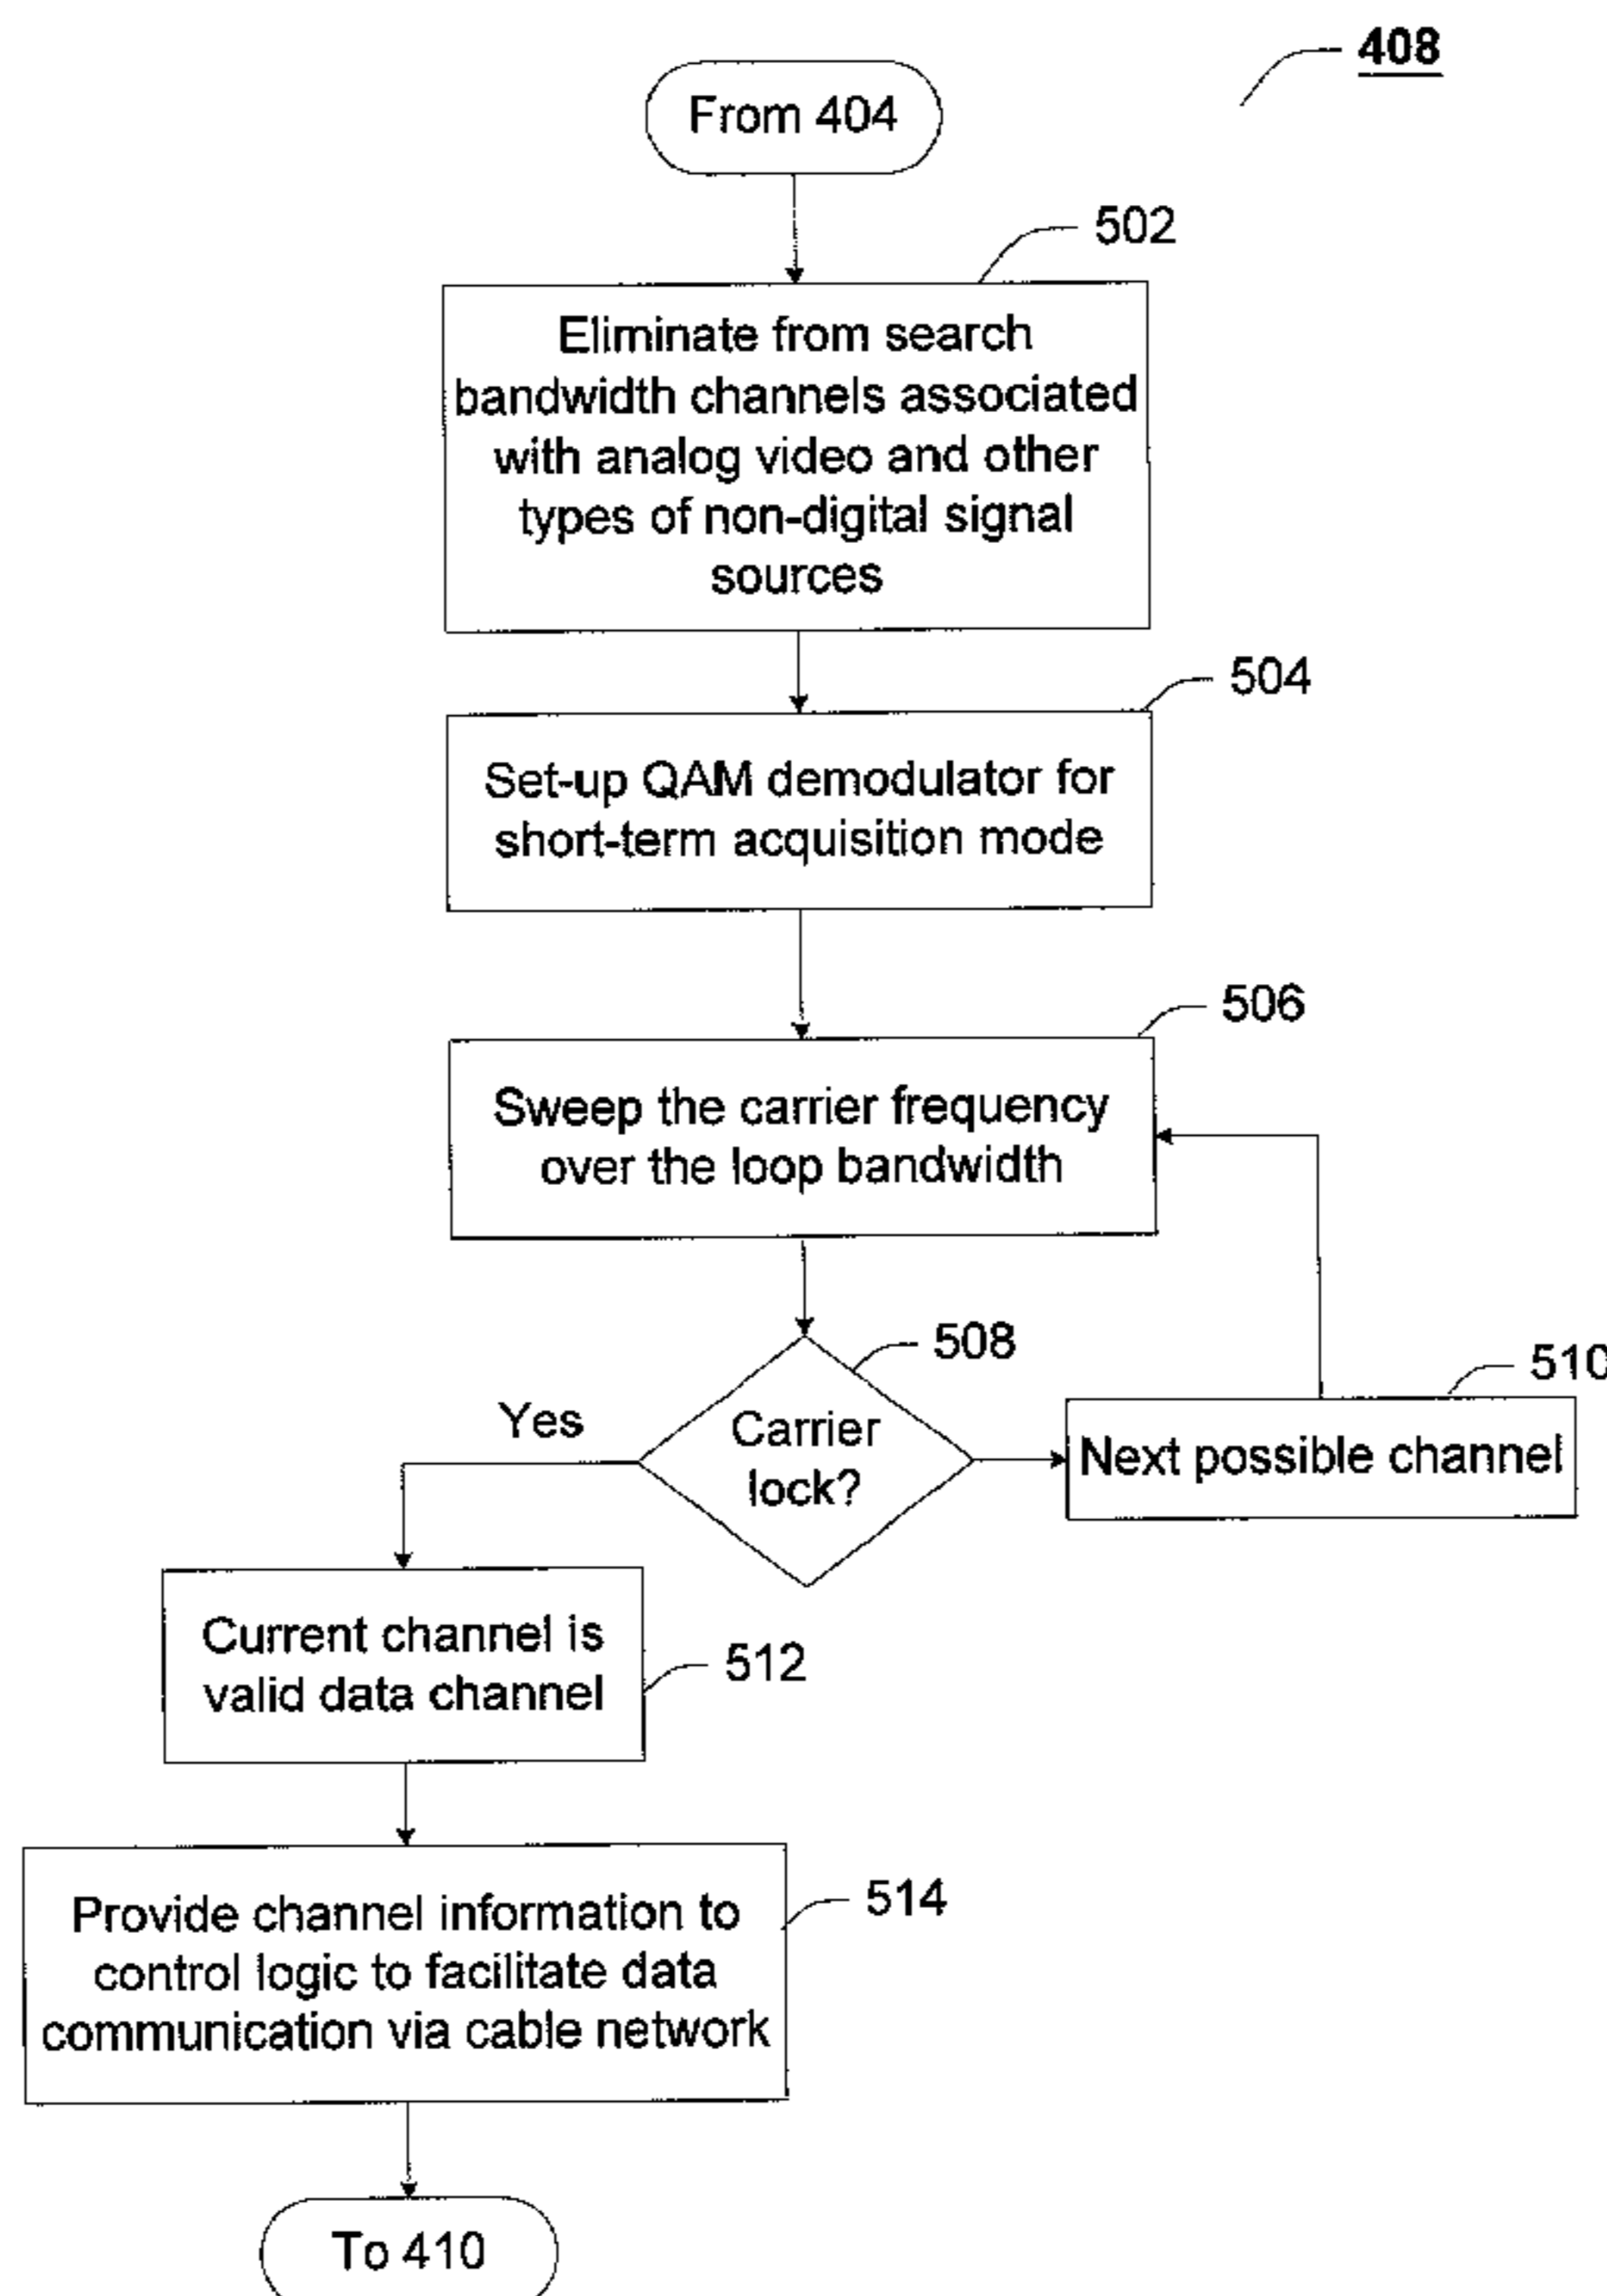 408
From 404
502
Eliminate from search
bandwidth channels associated
with analog video and other
types of non-digital signal
sources
504
Set-up QAM demodulator for
short-term acquisition mode
506
Sweep the carrier frequency
over the loop bandwidth
508
Carrier
lock?
Yes
510
Next possible channel
Current channel is
valid data channel
512
Provide channel information to
control logic to facilitate data
communication via cable network
514
To 410